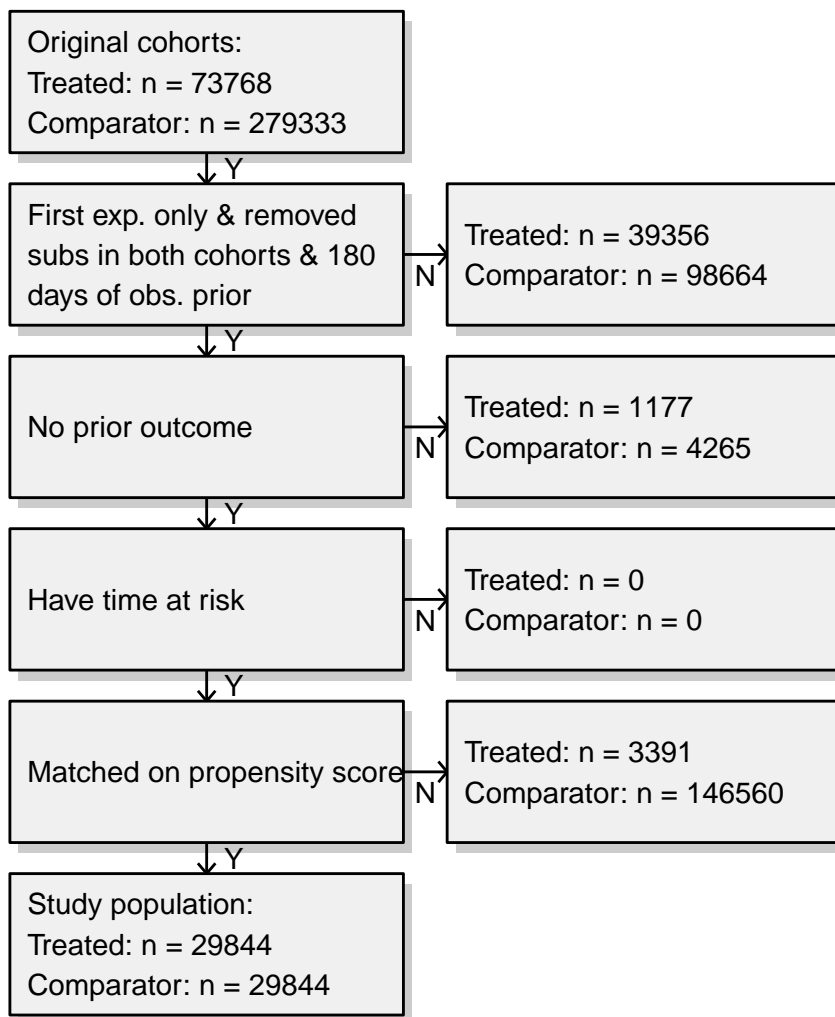 Original cohorts:
Treated: n = 73768
Comparator: n = 279333
Y
First exp. only & removed
subs in both cohorts & 180
days of obs. prior
N
Treated: n = 39356
Comparator: n = 98664
Y
No prior outcome
N
Treated: n = 1177
Comparator: n = 4265
Y
Have time at risk
N
Treated: n = 0
Comparator: n = 0
Y
Matched on propensity score
N
Treated: n = 3391
Comparator: n = 146560
Y
Study population:
Treated: n = 29844
Comparator: n = 29844